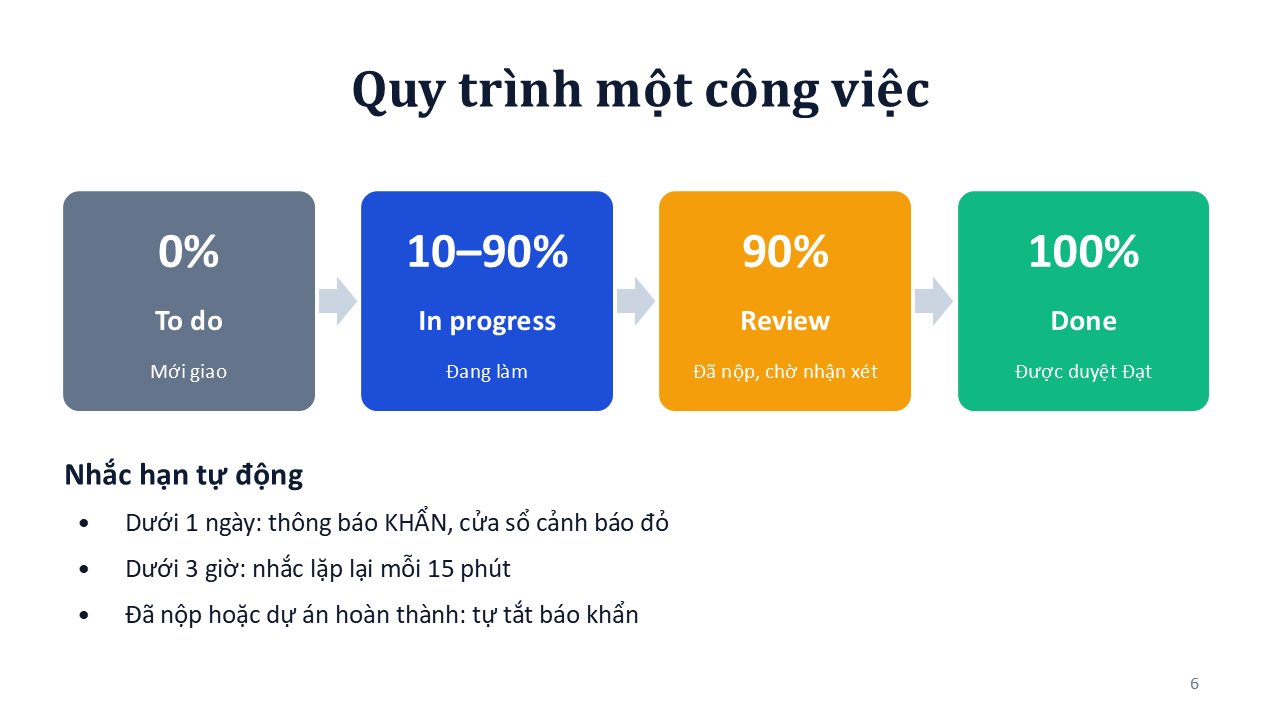 Quy trình một công việc
0%
To do
Mới giao
10–90%
In progress
Đang làm
90%
Review
Đã nộp, chờ nhận xét
100%
Done
Được duyệt Đạt
Nhắc hạn tự động
• Dưới 1 ngày: thông báo KHẨN, cửa sổ cảnh báo đỏ
• Dưới 3 giờ: nhắc lặp lại mỗi 15 phút
• Đã nộp hoặc dự án hoàn thành: tự tắt báo khẩn
6